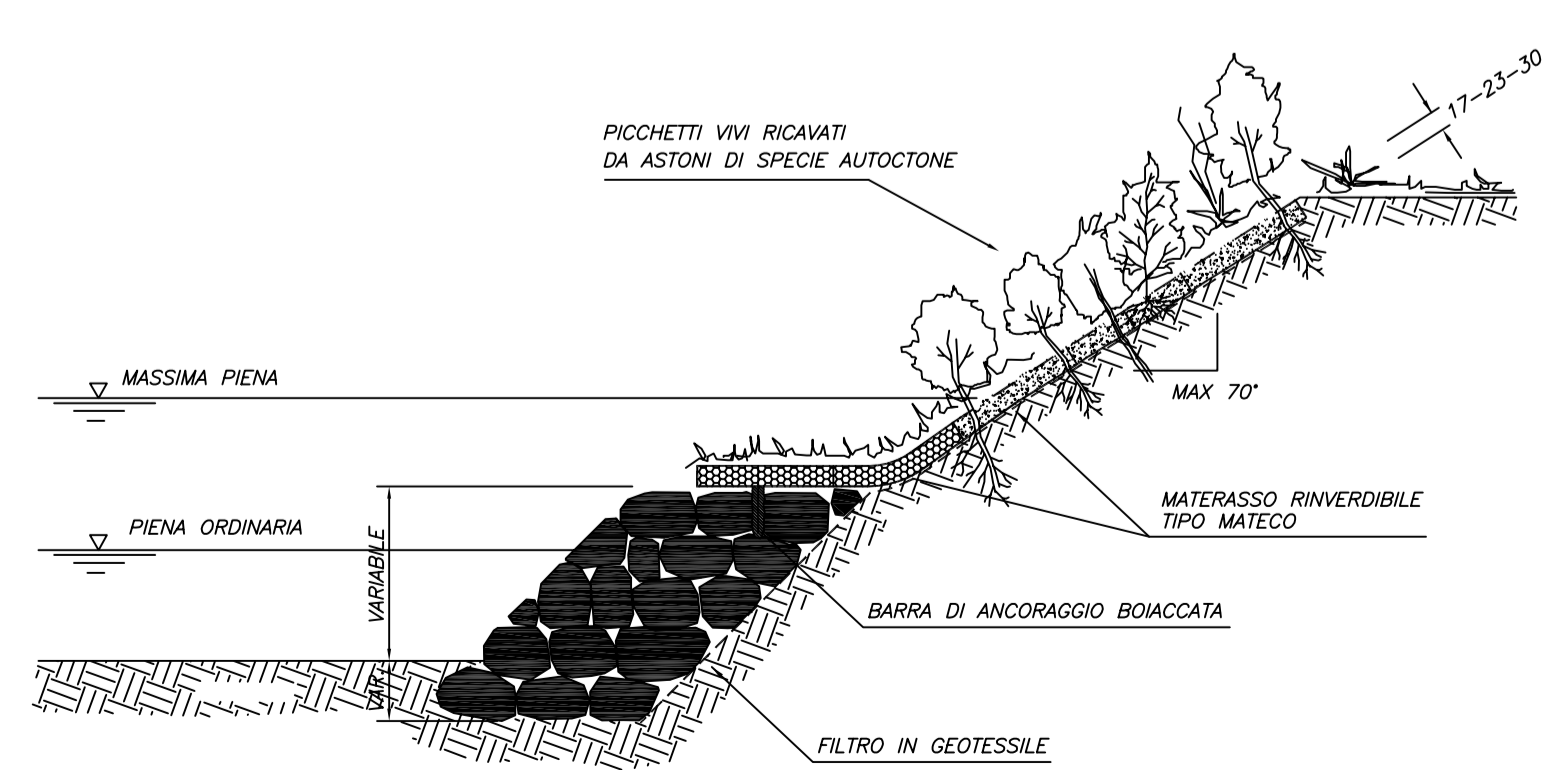 17-23-30
PICCHETTI VIVI RICAVATI
DA ASTONI DI SPECIE AUTOCTONE
MASSIMA PIENA
MAX 70°
MATERASSO RINVERDIBILE
TIPO MATECO
PIENA ORDINARIA
VARIABILE
BARRA DI ANCORAGGIO BOIACCATA
VAR.
FILTRO IN GEOTESSILE